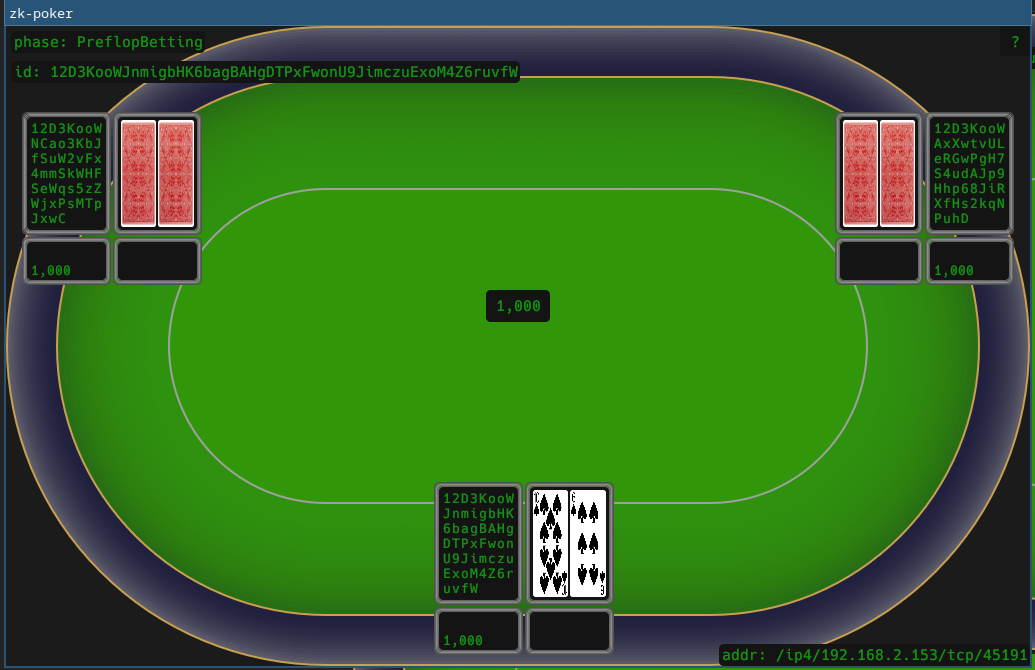 zk-poker
phase: PreflopBetting
?
id: 12D3KooWJnmigbHK6bagBAHgDTPxFwonU9JimczuExoM4Z6ruvfW
12D3KooW
NCao3KbJ
fSuW2vFx
4mmSkWHF
SeWqs5zZ
WjxPsMTp
JxwC
1,000
12D3KooW
AxXwtvUL
eRGwPgH7
S4udAJp9
Hhp68JiR
XfHs2kqN
PuhD
1,000
1,000
12D3KooW
JnmigbHK
6bagBAHg
DTPxFwon
U9Jimczu
ExoM4Z6r
uvfW
1,000
addr: /ip4/192.168.2.153/tcp/45191